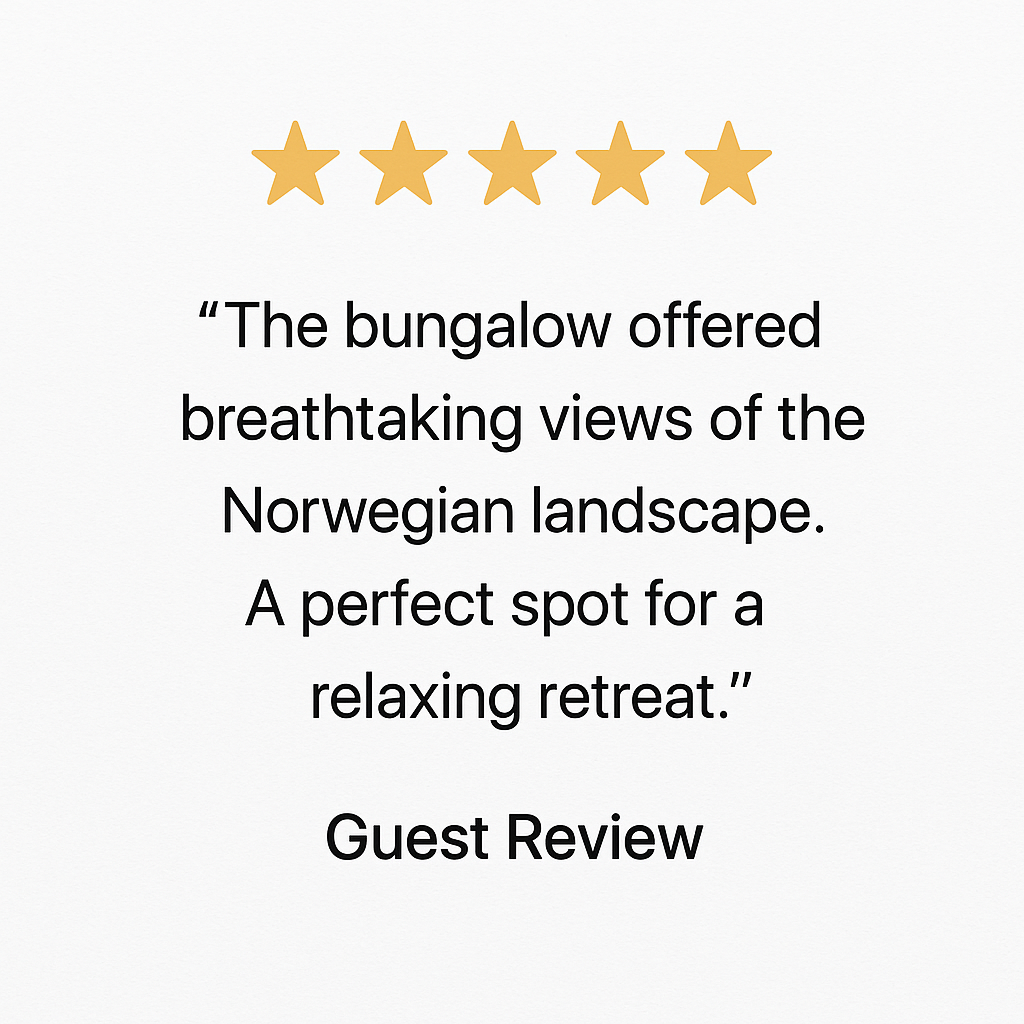 “The bungalow offered
breathtaking views of the
Norwegian landscape.
A perfect spot for a
relaxing retreat.”
Guest Review